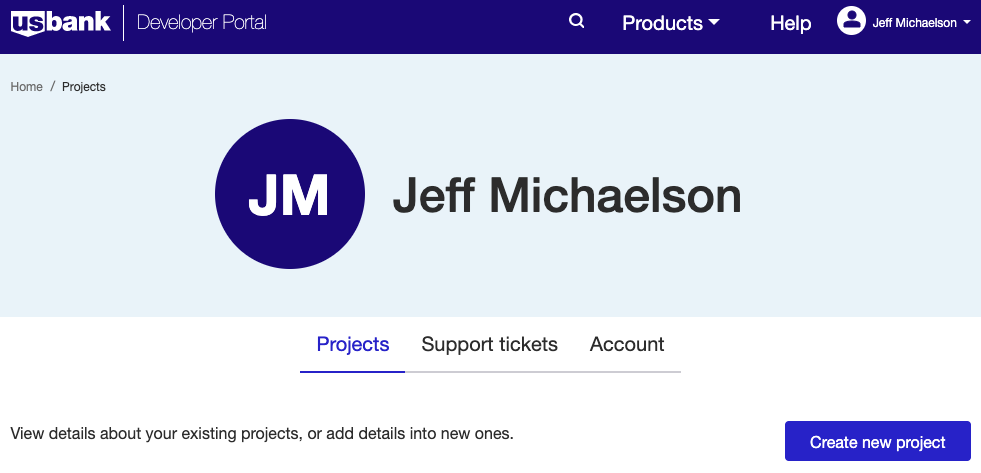 usbank Developer Portal Products Help Jeff Michaelson
Home / Projects
JM Jeff Michaelson
Projects Support tickets Account
View details about your existing projects, or add details into new ones. Create new project